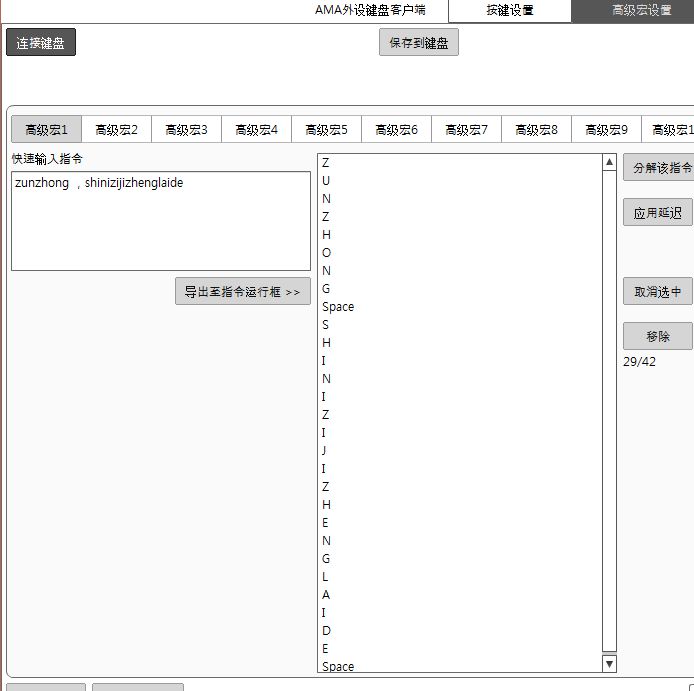 AMA外设键盘客户端 按键设置 高级宏设置
连接键盘 保存到键盘
高级宏1 高级宏2 高级宏3 高级宏4 高级宏5 高级宏6 高级宏7 高级宏8 高级宏9 高级宏1
快速输入指令
zunzhong ，shinizijizhenglaide
导出至指令运行框 >>
Z
U
N
Z
H
O
N
G
Space
S
H
I
N
I
Z
I
J
I
Z
H
E
N
G
L
A
I
D
E
Space
分解该指令
应用延迟
取消选中
移除
29/42